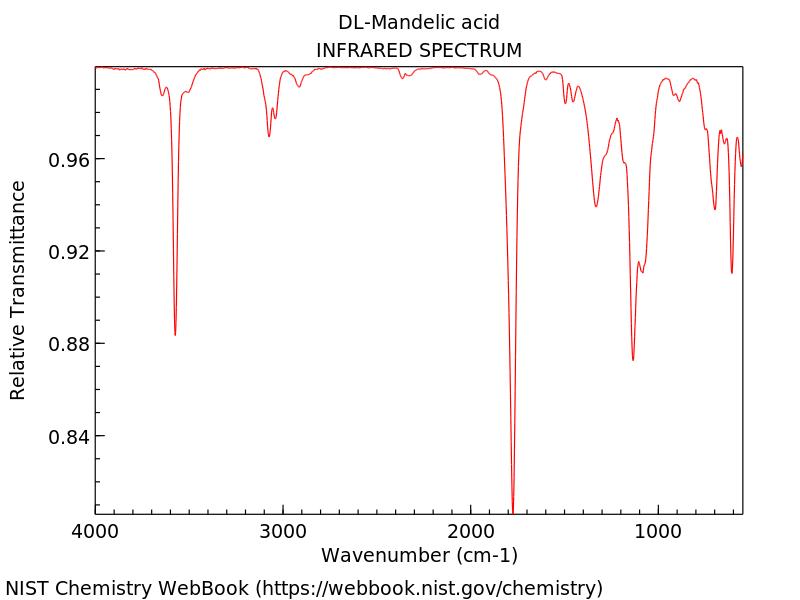 DL-Mandelic acid
INFRARED SPECTRUM
Relative Transmittance
0.96
0.92
0.88
0.84
4000 3000 2000 1000
Wavenumber (cm-1)
NIST Chemistry WebBook (https://webbook.nist.gov/chemistry)